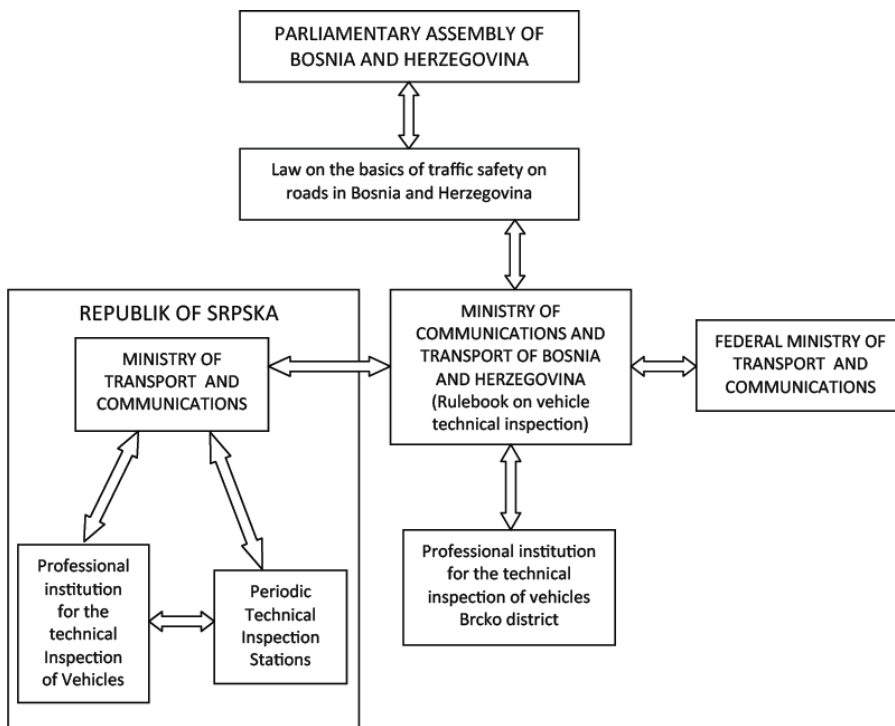 PARLIAMENTARY ASSEMBLY OF
BOSNIA AND HERZEGOVINA
Law on the basics of traffic safety on
roads in Bosnia and Herzegovina
REPUBLIK OF SRPSKA
MINISTRY OF
TRANSPORT AND
COMMUNICATIONS
MINISTRY OF
COMMUNICATIONS AND
TRANSPORT OF BOSNIA
AND HERZEGOVINA
(Rulebook on vehicle
technical inspection)
FEDERAL MINISTRY OF
TRANSPORT AND
COMMUNICATIONS
Professional
institution
for the
technical
Inspection
of Vehicles
Periodic
Technical
Inspection
Stations
Professional institution
for the technical
inspection of vehicles
Brcko district